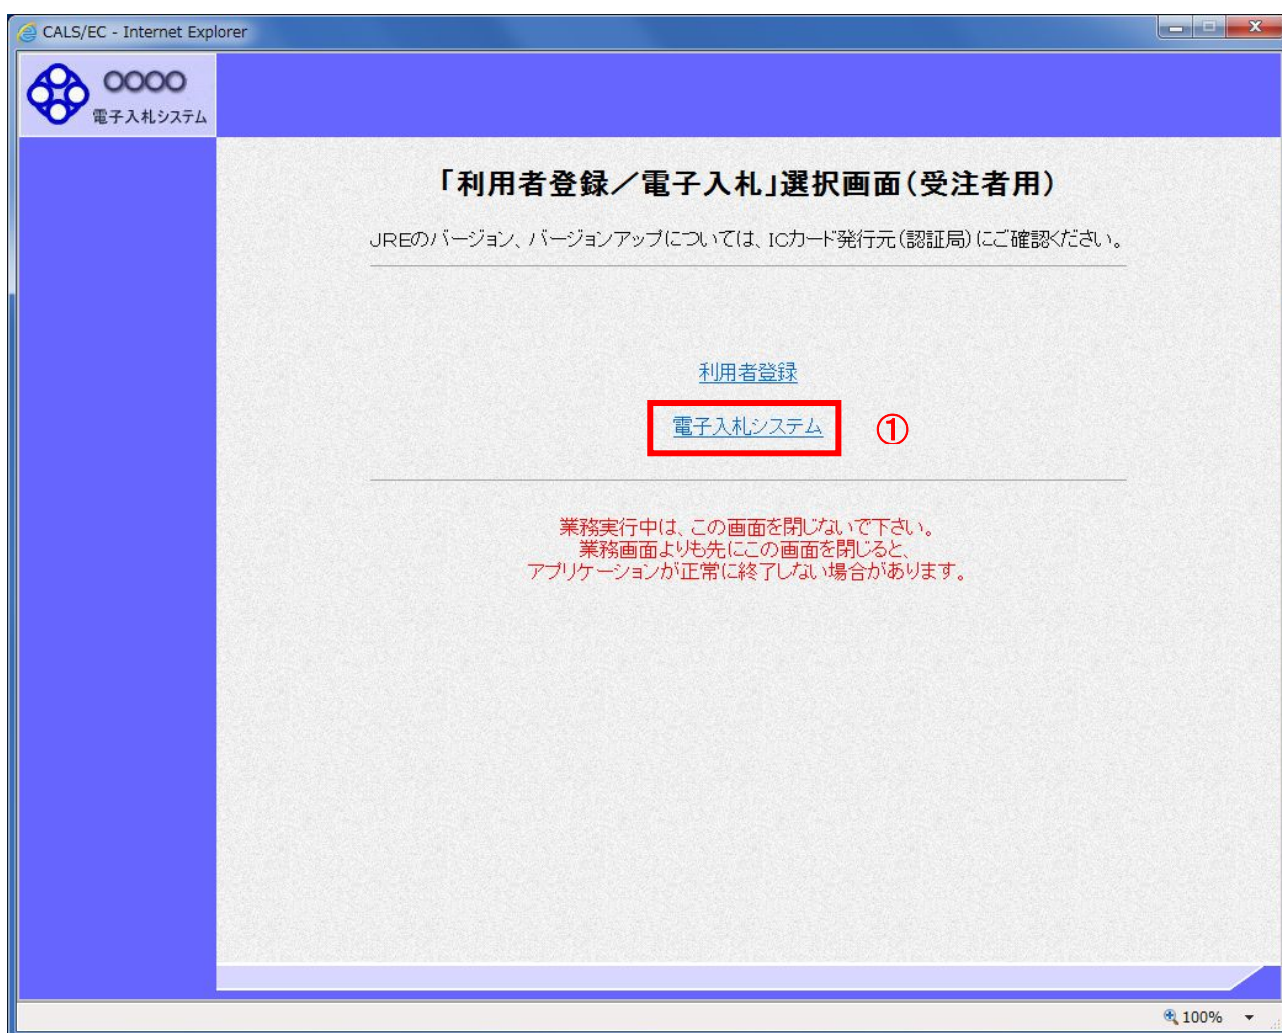 CALS/EC - Internet Explorer
○○○○
電子入札システム
「利用者登録／電子入札」選択画面（受注者用）
JREのバージョン、バージョンアップについては、ICカード発行元（認証局）にご確認ください。
利用者登録
電子入札システム ①
業務実行中は、この画面を閉じないで下さい。
業務画面よりも先にこの画面を閉じると、
アプリケーションが正常に終了しない場合があります。
100%